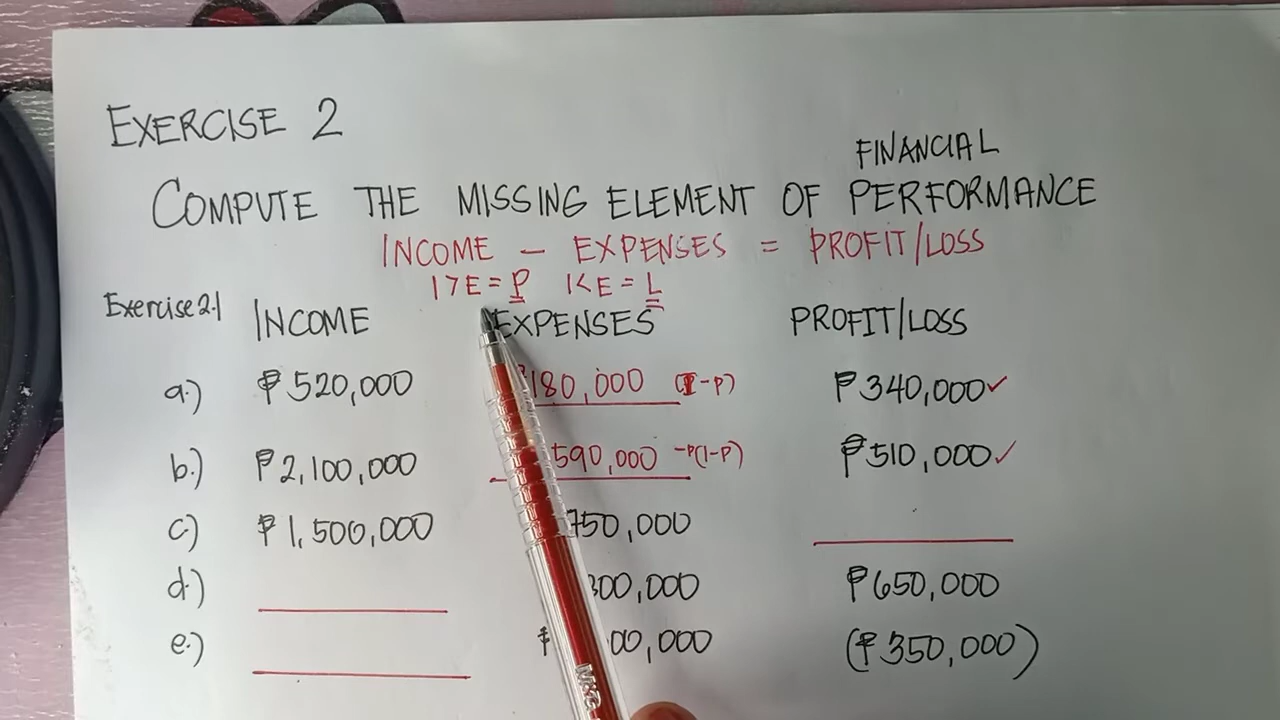 EXERCISE 2
FINANCIAL
COMPUTE THE MISSING ELEMENT OF PERFORMANCE
INCOME – EXPENSES = PROFIT/LOSS
I>E = P I<E = L
Exercise 2.1 INCOME EXPENSES PROFIT/LOSS
a.) ₱520,000 180,000 (I-P) ₱340,000✓
b.) ₱2,100,000 590,000 -P(I-P) ₱510,000✓
c.) ₱1,500,000 750,000
d.) 300,000 ₱650,000
e.) 00,000 (₱350,000)